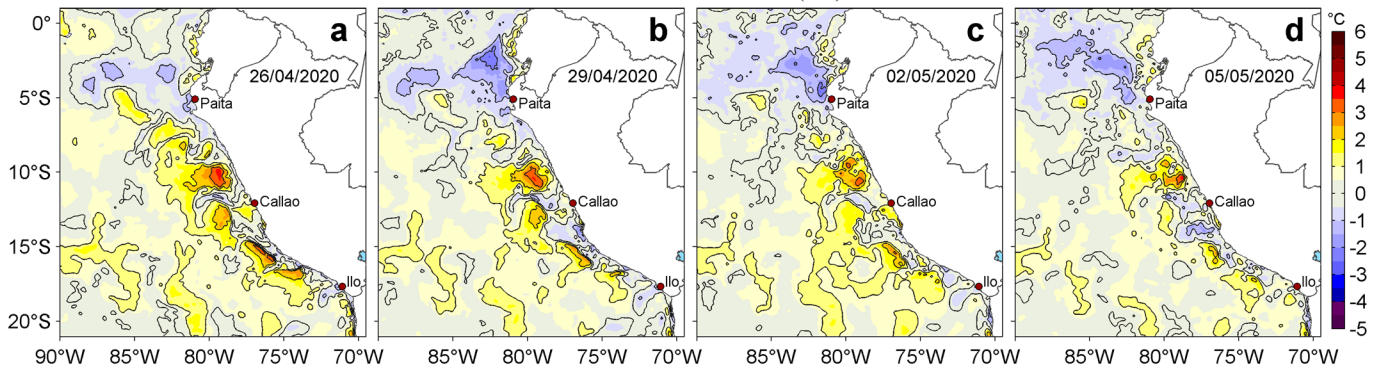 a
b
c
d
°C
26/04/2020
29/04/2020
02/05/2020
05/05/2020
Paita
Paita
Paita
Paita
Callao
Callao
Callao
Callao
Ilo
Ilo
Ilo
Ilo
0°
5°S
10°S
15°S
20°S
90°W 85°W 80°W 75°W 70°W
85°W 80°W 75°W 70°W
85°W 80°W 75°W 70°W
85°W 80°W 75°W 70°W
6
5
4
3
2
1
0
-1
-2
-3
-4
-5